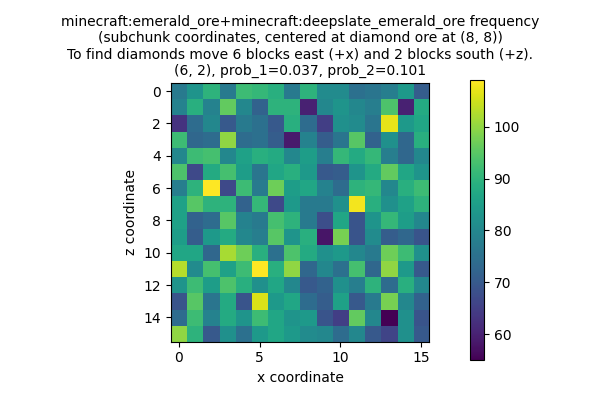 minecraft:emerald_ore+minecraft:deepslate_emerald_ore frequency
(subchunk coordinates, centered at diamond ore at (8, 8))
To find diamonds move 6 blocks east (+x) and 2 blocks south (+z).
(6, 2), prob_1=0.037, prob_2=0.101
0
2
4
6
8
10
12
14
z coordinate
0
5
10
15
x coordinate
100
90
80
70
60